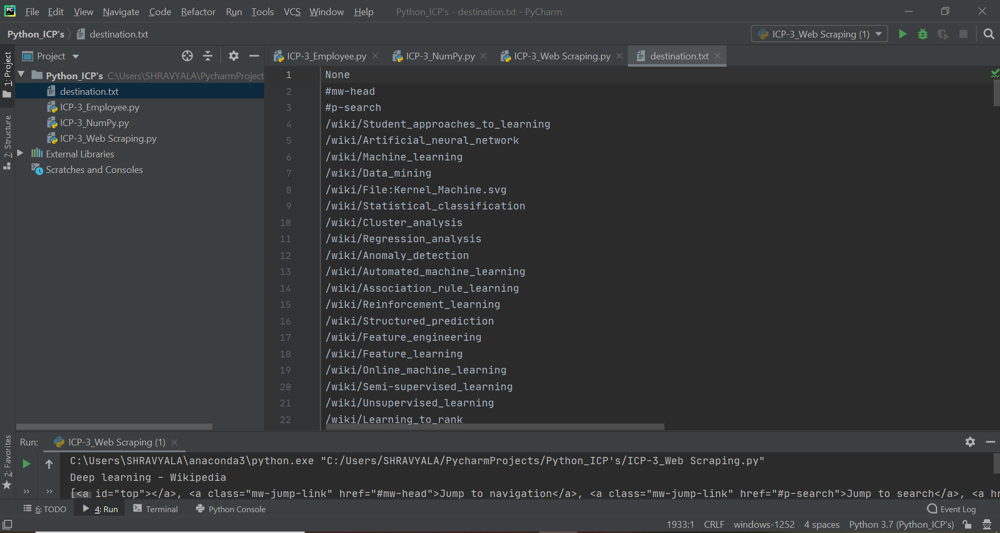 File Edit View Navigate Code Refactor Run Tools VCS Window Help Python_ICP's - destination.txt - PyCharm
Python_ICP's destination.txt ICP-3_Web Scraping (1)
Project ICP-3_Employee.py ICP-3_NumPy.py ICP-3_Web Scraping.py destination.txt
1: Project
7: Structure
2: Favorites
Python_ICP's C:\Users\SHRAVYALA\PycharmProject
destination.txt
ICP-3_Employee.py
ICP-3_NumPy.py
ICP-3_Web Scraping.py
External Libraries
Scratches and Consoles
1 None
2 #mw-head
3 #p-search
4 /wiki/Student_approaches_to_learning
5 /wiki/Artificial_neural_network
6 /wiki/Machine_learning
7 /wiki/Data_mining
8 /wiki/File:Kernel_Machine.svg
9 /wiki/Statistical_classification
10 /wiki/Cluster_analysis
11 /wiki/Regression_analysis
12 /wiki/Anomaly_detection
13 /wiki/Automated_machine_learning
14 /wiki/Association_rule_learning
15 /wiki/Reinforcement_learning
16 /wiki/Structured_prediction
17 /wiki/Feature_engineering
18 /wiki/Feature_learning
19 /wiki/Online_machine_learning
20 /wiki/Semi-supervised_learning
21 /wiki/Unsupervised_learning
22 /wiki/Learning_to_rank
Run: ICP-3_Web Scraping (1)
C:\Users\SHRAVYALA\anaconda3\python.exe "C:/Users/SHRAVYALA/PycharmProjects/Python_ICP's/ICP-3_Web Scraping.py"
Deep learning - Wikipedia
[<a id="top"></a>, <a class="mw-jump-link" href="#mw-head">Jump to navigation</a>, <a class="mw-jump-link" href="#p-search">Jump to search</a>, <a hr
6: TODO 4: Run Terminal Python Console Event Log
1933:1 CRLF windows-1252 4 spaces Python 3.7 (Python_ICP's)